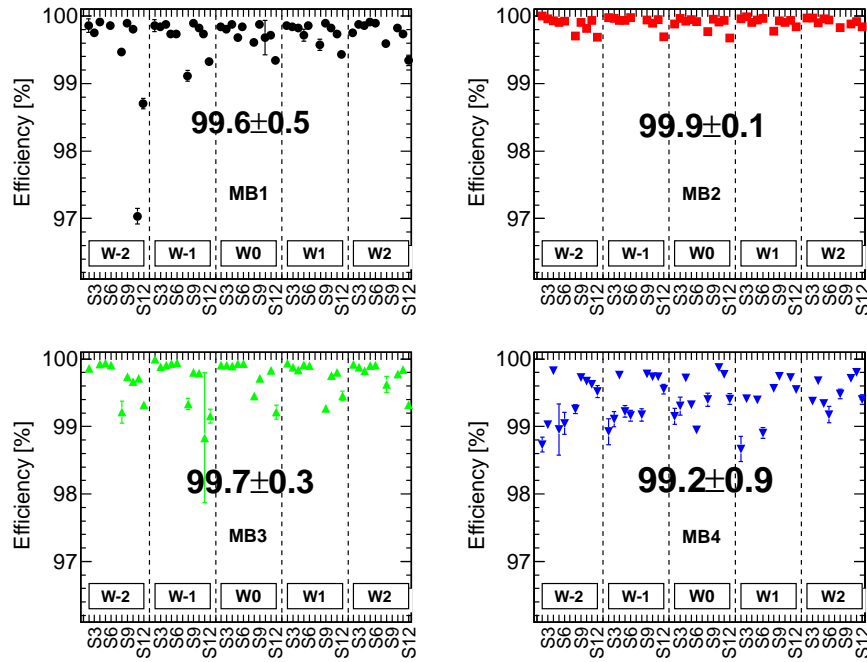 Efficiency [%]
100
99
98
97
99.6±0.5
MB1
W-2 W-1 W0 W1 W2
S3 S6 S9 S12 S3 S6 S9 S12 S3 S6 S9 S12 S3 S6 S9 S12 S3 S6 S9 S12
Efficiency [%]
100
99
98
97
99.9±0.1
MB2
W-2 W-1 W0 W1 W2
S3 S6 S9 S12 S3 S6 S9 S12 S3 S6 S9 S12 S3 S6 S9 S12 S3 S6 S9 S12
Efficiency [%]
100
99
98
97
99.7±0.3
MB3
W-2 W-1 W0 W1 W2
S3 S6 S9 S12 S3 S6 S9 S12 S3 S6 S9 S12 S3 S6 S9 S12 S3 S6 S9 S12
Efficiency [%]
100
99
98
97
99.2±0.9
MB4
W-2 W-1 W0 W1 W2
S3 S6 S9 S12 S3 S6 S9 S12 S3 S6 S9 S12 S3 S6 S9 S12 S3 S6 S9 S12